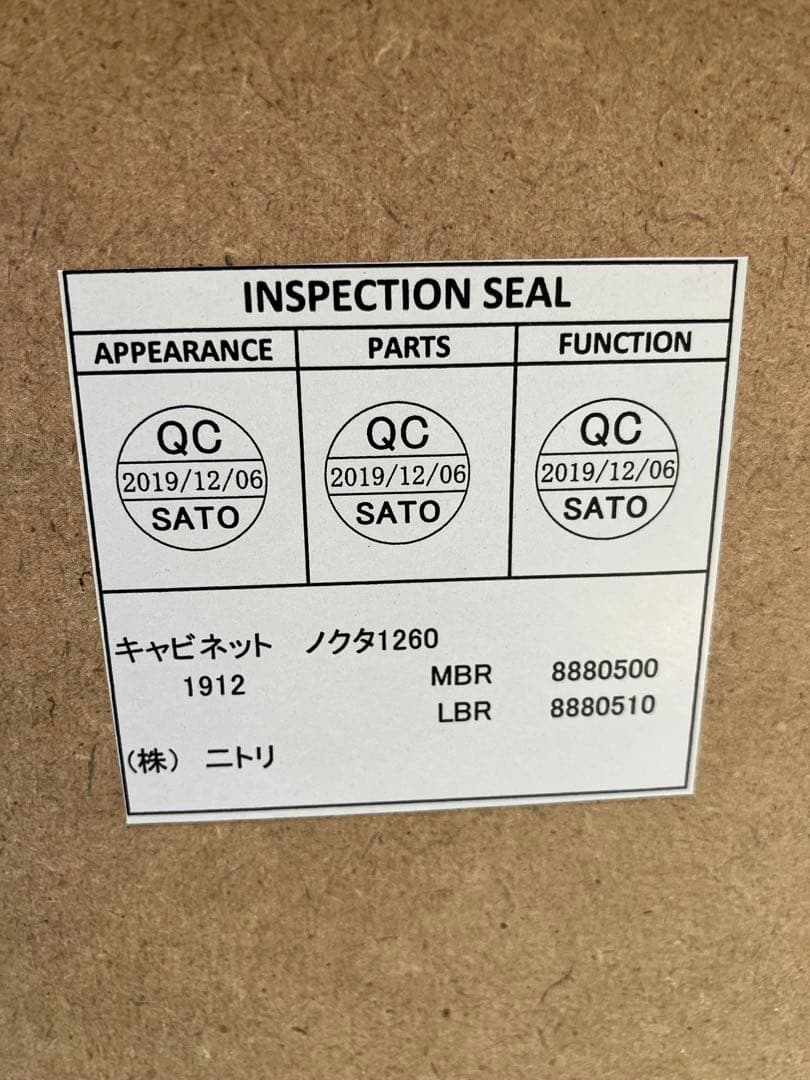 INSPECTION SEAL
APPEARANCE PARTS FUNCTION
QC QC QC
2019/12/06 2019/12/06 2019/12/06
SATO SATO SATO
キャビネット ノクタ1260
1912 MBR 8880500
LBR 8880510
(株) ニトリ